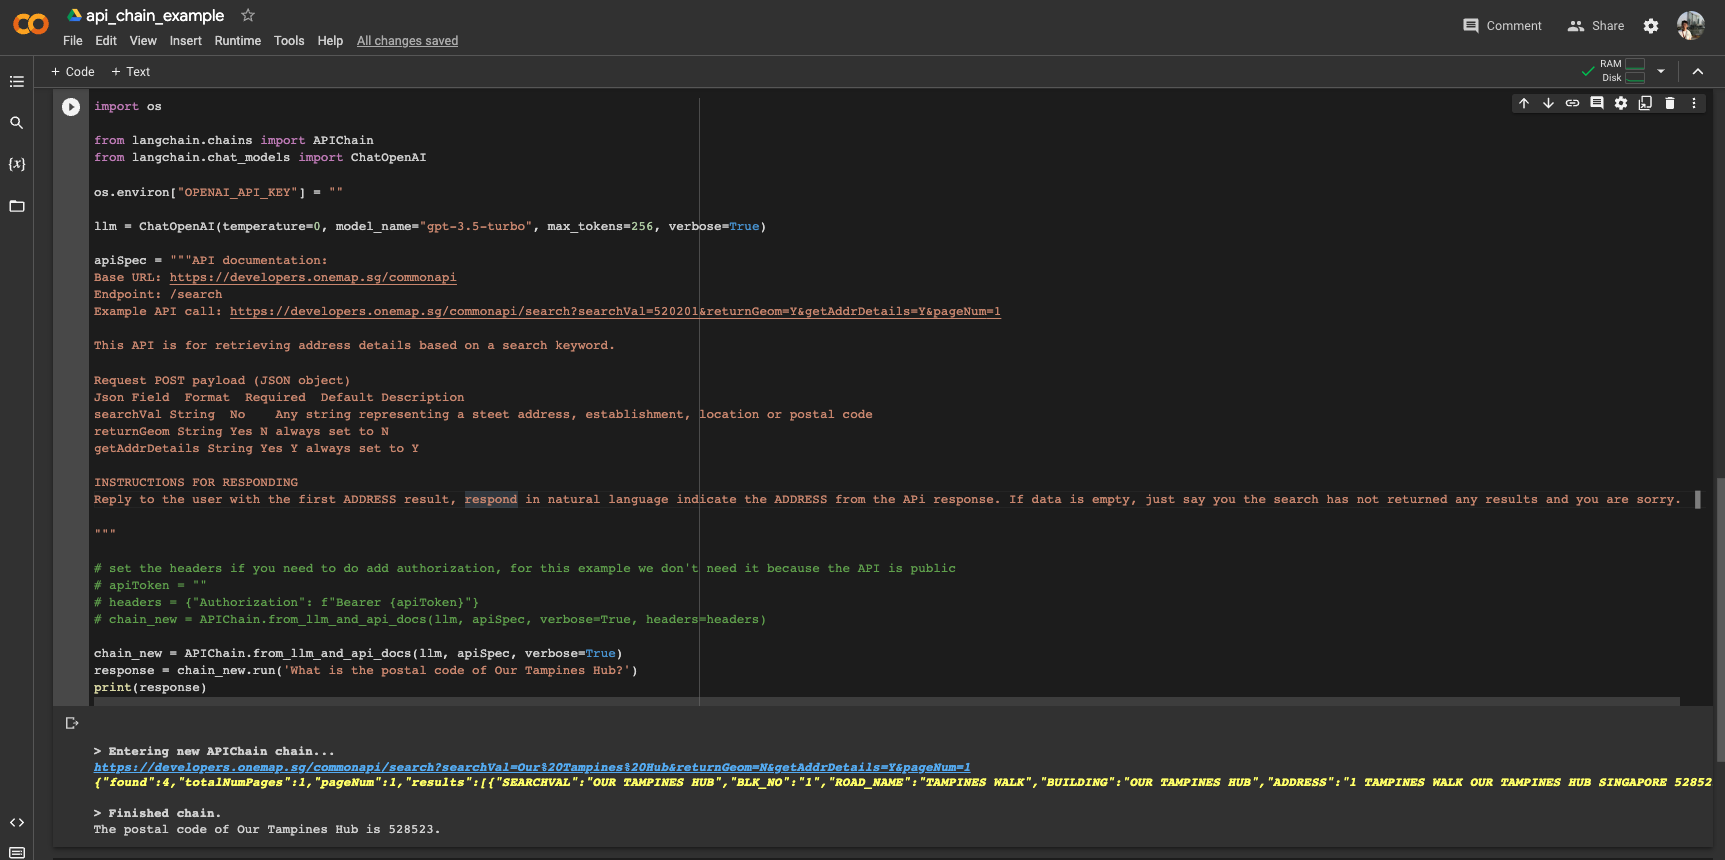 api_chain_example
File Edit View Insert Runtime Tools Help All changes saved
Comment Share
+ Code + Text
RAM
Disk
import os
from langchain.chains import APIChain
from langchain.chat_models import ChatOpenAI
os.environ["OPENAI_API_KEY"] = ""
llm = ChatOpenAI(temperature=0, model_name="gpt-3.5-turbo", max_tokens=256, verbose=True)
apiSpec = """API documentation:
Base URL: https://developers.onemap.sg/commonapi
Endpoint: /search
Example API call: https://developers.onemap.sg/commonapi/search?searchVal=520201&returnGeom=Y&getAddrDetails=Y&pageNum=1
This API is for retrieving address details based on a search keyword.
Request POST payload (JSON object)
Json Field Format Required Default Description
searchVal String No Any string representing a steet address, establishment, location or postal code
returnGeom String Yes N always set to N
getAddrDetails String Yes Y always set to Y
INSTRUCTIONS FOR RESPONDING
Reply to the user with the first ADDRESS result, respond in natural language indicate the ADDRESS from the APi response. If data is empty, just say you the search has not returned any results and you are sorry.
"""
# set the headers if you need to do add authorization, for this example we don't need it because the API is public
# apiToken = ""
# headers = {"Authorization": f"Bearer {apiToken}"}
# chain_new = APIChain.from_llm_and_api_docs(llm, apiSpec, verbose=True, headers=headers)
chain_new = APIChain.from_llm_and_api_docs(llm, apiSpec, verbose=True)
response = chain_new.run('What is the postal code of Our Tampines Hub?')
print(response)
> Entering new APIChain chain...
https://developers.onemap.sg/commonapi/search?searchVal=Our%20Tampines%20Hub&returnGeom=N&getAddrDetails=Y&pageNum=1
{"found":4,"totalNumPages":1,"pageNum":1,"results":[{"SEARCHVAL":"OUR TAMPINES HUB","BLK_NO":"1","ROAD_NAME":"TAMPINES WALK","BUILDING":"OUR TAMPINES HUB","ADDRESS":"1 TAMPINES WALK OUR TAMPINES HUB SINGAPORE 52852
> Finished chain.
The postal code of Our Tampines Hub is 528523.